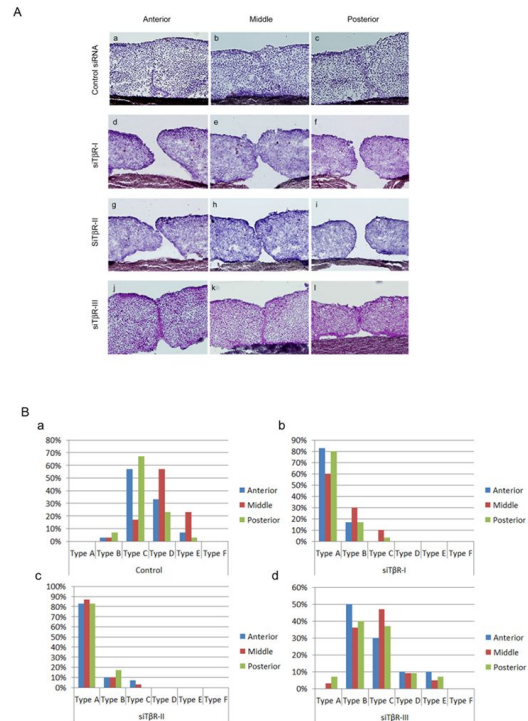 A
Anterior Middle Posterior
Control siRNA
a b c
siTβR-I
d e f
SiTβR-II
g h i
siTβR-III
j k l
B
a
80%
70%
60%
50%
40%
30%
20%
10%
0%
Type A Type B Type C Type D Type E Type F
Control
Anterior
Middle
Posterior
b
90%
80%
70%
60%
50%
40%
30%
20%
10%
0%
Type A Type B Type C Type D Type E Type F
siTβR-I
Anterior
Middle
Posterior
c
100%
90%
80%
70%
60%
50%
40%
30%
20%
10%
0%
Type A Type B Type C Type D Type E Type F
siTβR-II
Anterior
Middle
Posterior
d
60%
50%
40%
30%
20%
10%
0%
Type A Type B Type C Type D Type E Type F
siTβR-III
Anterior
Middle
Posterior